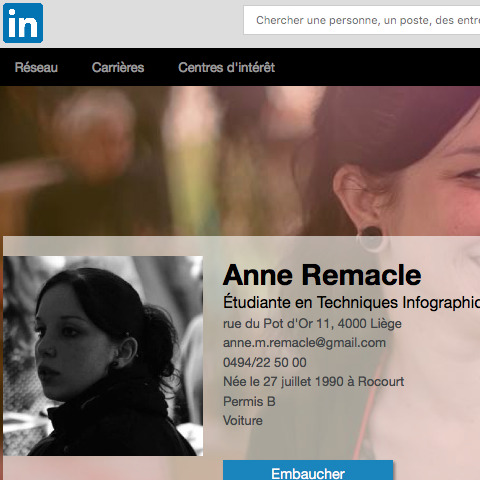 in
Chercher une personne, un poste, des
Réseau Carrières Centres d'intérêt
Anne Remacle
Étudiante en Techniques
rue du Pot d'Or 11, 4000 Liège
anne.m.remacle@gmail.com
0494/22 50 00
Née le 27 juillet 1990 à Rocourt
Permis B
Voiture
Embaucher